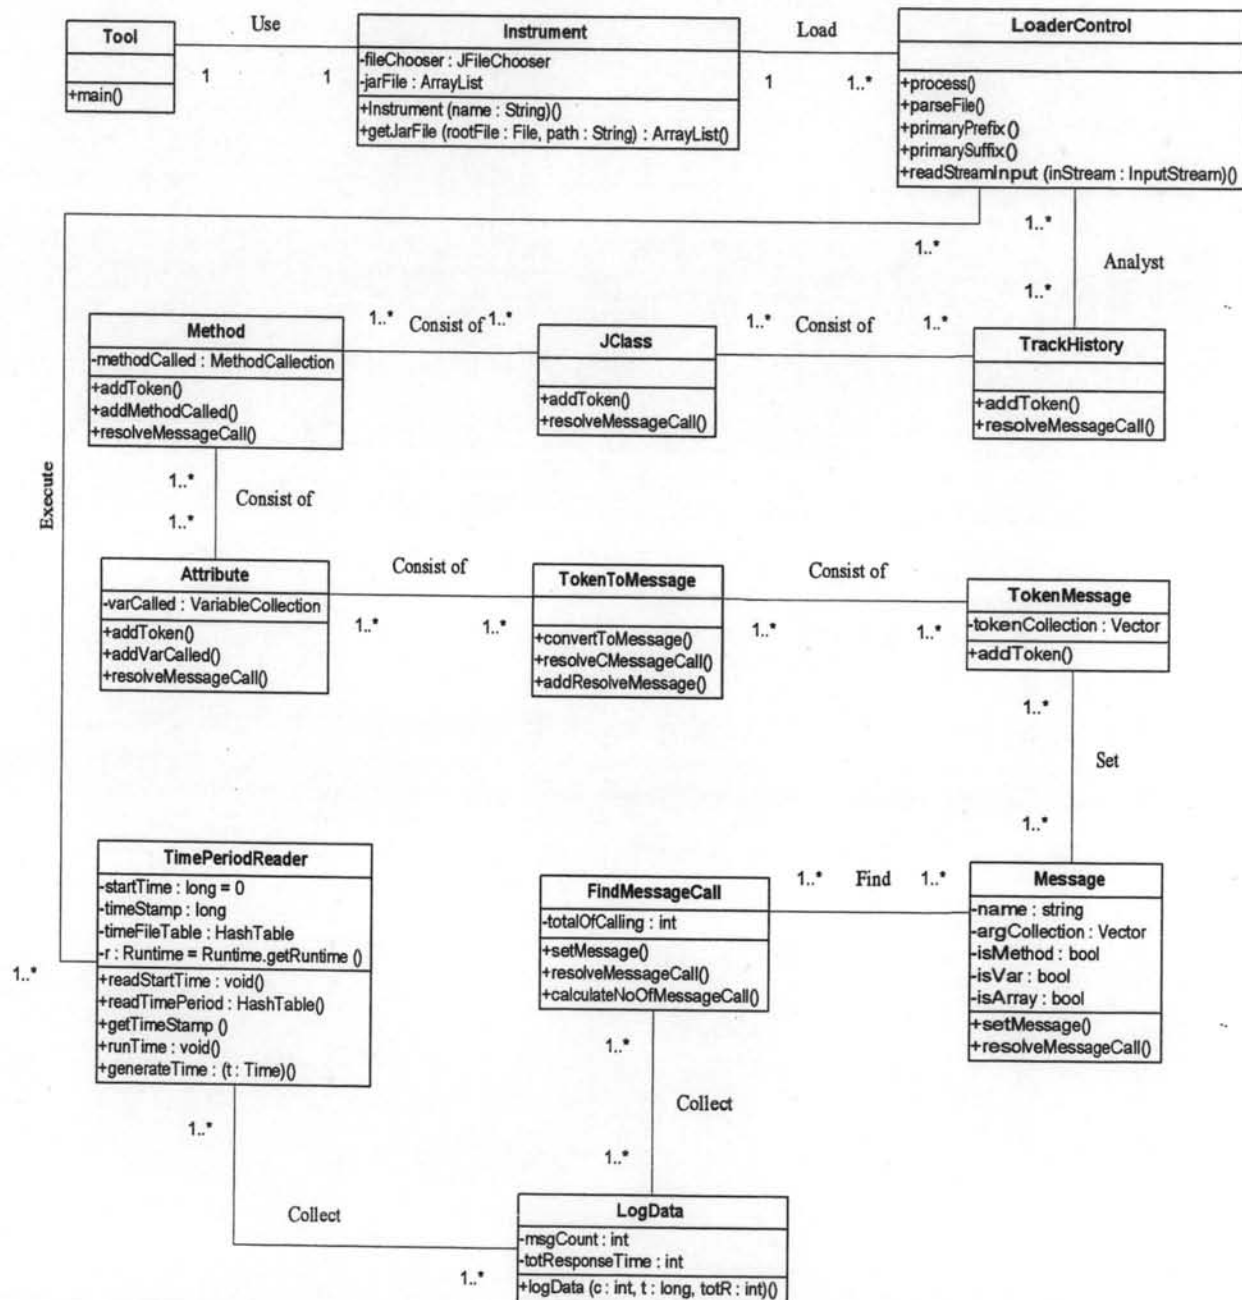 Tool
+main()
Use
1
1
Instrument
-fileChooser : JFileChooser
-jarFile : ArrayList
+Instrument (name : String)()
+getJarFile (rootFile : File, path : String) : ArrayList()
Load
1
1..*
LoaderControl
+process()
+parseFile()
+primaryPrefix()
+primarySuffix()
+readStreamInput (inStream : InputStream)()
1..*
1..*
Analyst
1..*
Method
-methodCalled : MethodCallection
+addToken()
+addMethodCalled()
+resolveMessageCall()
1..*
Consist of
1..*
JClass
+addToken()
+resolveMessageCall()
1..*
Consist of
1..*
TrackHistory
+addToken()
+resolveMessageCall()
Execute
1..*
Consist of
1..*
Attribute
-varCalled : VariableCollection
+addToken()
+addVarCalled()
+resolveMessageCall()
Consist of
1..*
1..*
TokenToMessage
+convertToMessage()
+resolveCMessageCall()
+addResolveMessage()
Consist of
1..*
1..*
TokenMessage
-tokenCollection : Vector
+addToken()
1..*
Set
1..*
TimePeriodReader
-startTime : long = 0
-timeStamp : long
-timeFileTable : HashTable
-r : Runtime = Runtime.getRuntime ()
+readStartTime : void()
+readTimePeriod : HashTable()
+getTimeStamp ()
+runTime : void()
+generateTime : (t : Time)()
1..*
FindMessageCall
-totalOfCalling : int
+setMessage()
+resolveMessageCall()
+calculateNoOfMessageCall()
1..*
Find
1..*
Message
-name : string
-argCollection : Vector
-isMethod : bool
-isVar : bool
-isArray : bool
+setMessage()
+resolveMessageCall()
1..*
Collect
1..*
1..*
Collect
1..*
LogData
-msgCount : int
-totResponseTime : int
+logData (c : int, t : long, totR : int)()